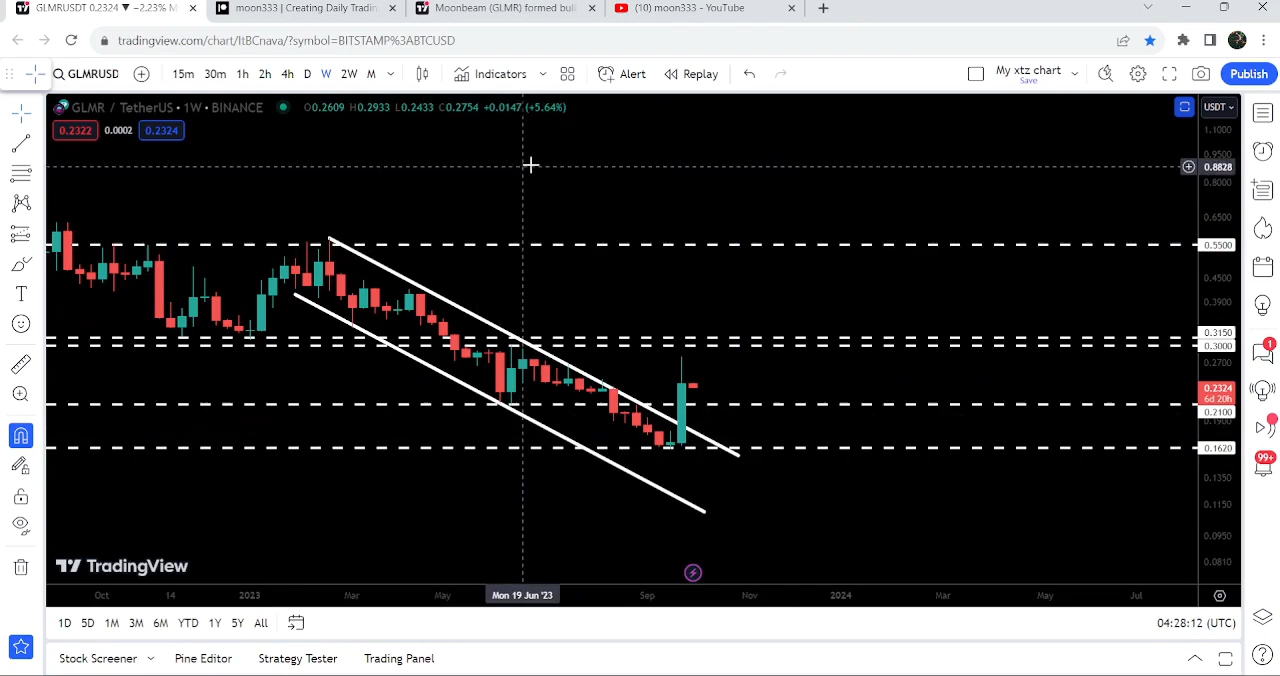 GLMRUSDT 0.2324 ▼ −2.23% M
moon333 | Creating Daily Tradin
Moonbeam (GLMR) formed bul
(10) moon333 - YouTube
tradingview.com/chart/ItBCnava/?symbol=BITSTAMP%3ABTCUSD
GLMRUSD 15m 30m 1h 2h 4h D W 2W M Indicators Alert Replay My xtz chart Publish
Save
GLMR / TetherUS • 1W • BINANCE O0.2609 H0.2933 L0.2433 C0.2754 +0.0147 (+5.64%) USDT
0.2322 0.0002 0.2324
1.1000
0.9500
0.8828
0.8000
0.6500
0.5500
0.4500
0.3900
0.3150
0.3000
0.2700
0.2324
6d 20h
0.2100
0.1900
0.1620
0.1350
0.1150
0.0950
0.0810
TradingView
Oct 14 2023 Mar May Mon 19 Jun '23 Sep Nov 2024 Mar May Jul
1D 5D 1M 3M 6M YTD 1Y 5Y All 04:28:12 (UTC)
Stock Screener Pine Editor Strategy Tester Trading Panel
1
99+